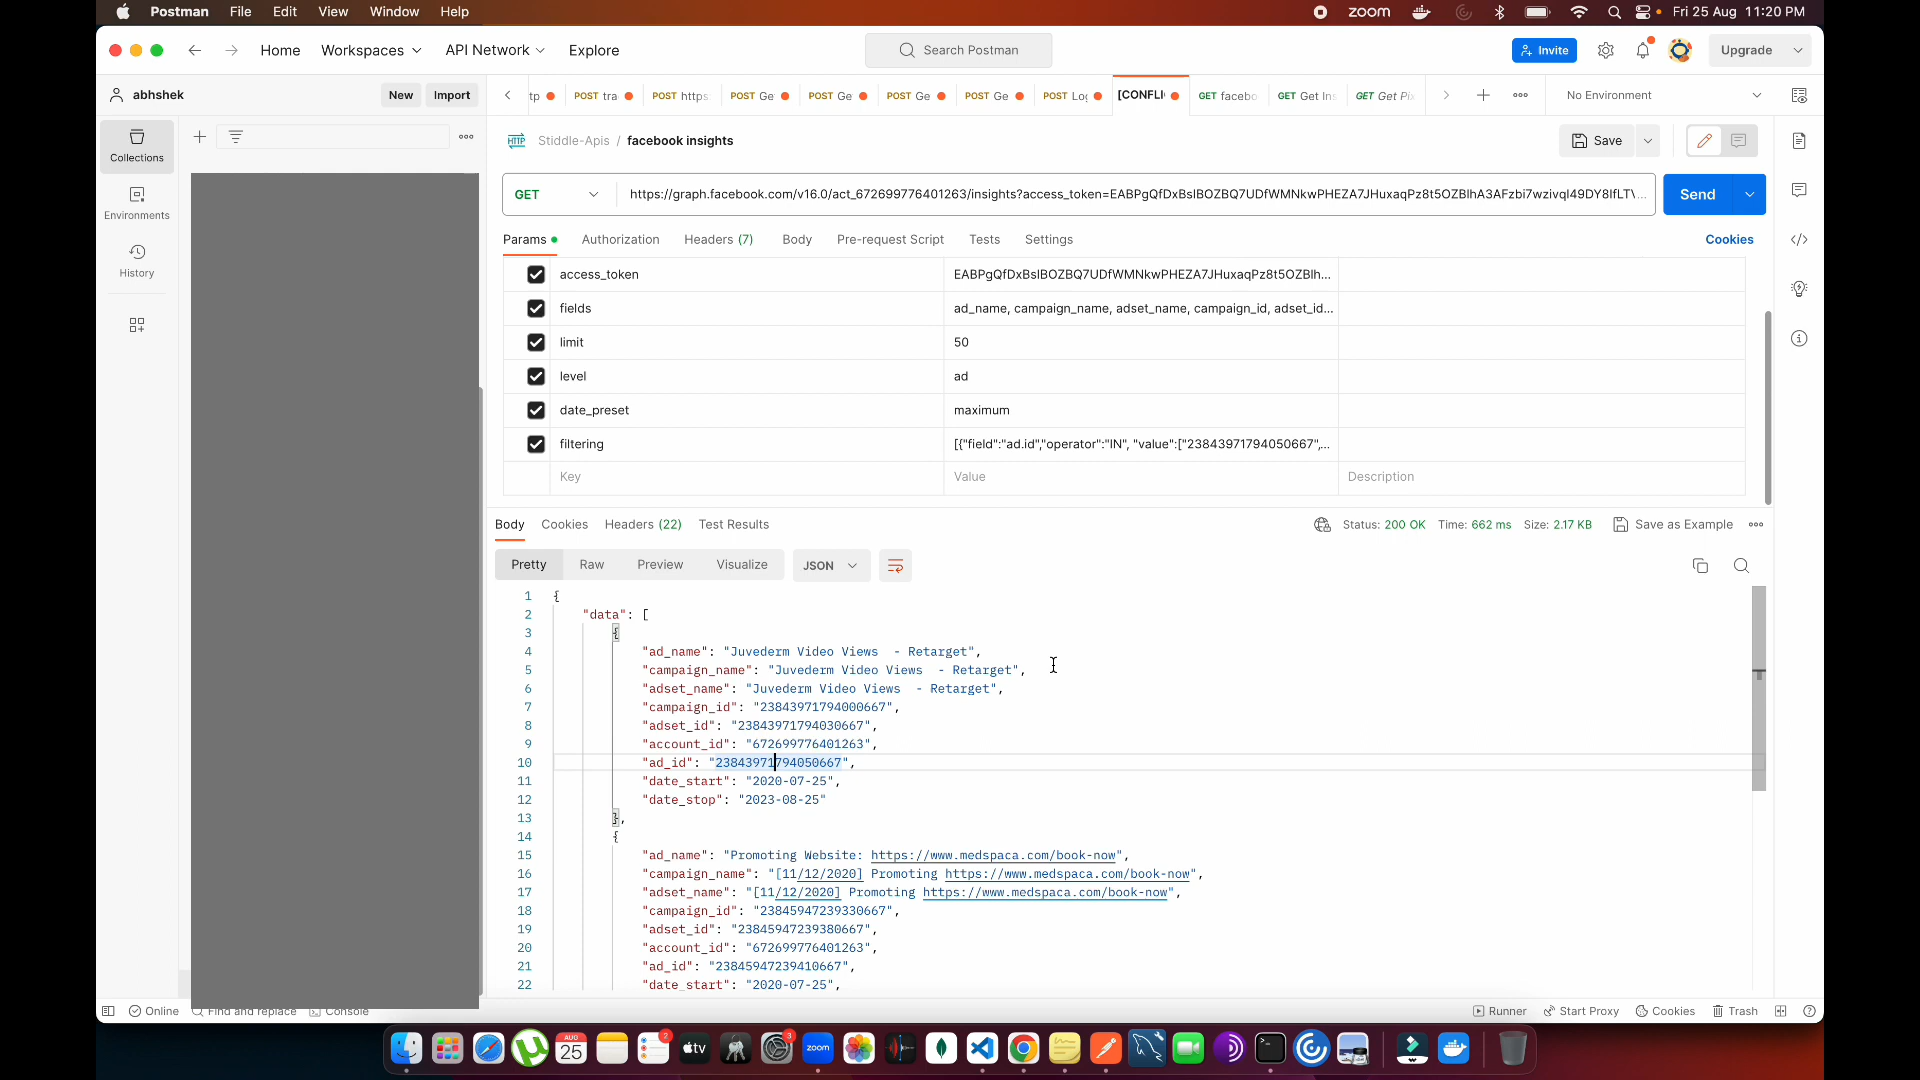 Postman File Edit View Window Help zoom Fri 25 Aug 11:20 PM
Home Workspaces API Network Explore Search Postman Invite Upgrade
abhshek New Import
tp POST tra POST https: POST Ge POST Ge POST Ge POST Ge POST Lo [CONFLI GET facebo GET Get In GET Get Pi No Environment
Collections
Environments
History
Stiddle-Apis / facebook insights Save
GET https://graph.facebook.com/v16.0/act_672699776401263/insights?access_token=EABPgQfDxBsIBOZBQ7UDfWMNkwPHEZA7JHuxaqPz8t5OZBlhA3AFzbi7wzivql49DY8IfLT\... Send
Params Authorization Headers (7) Body Pre-request Script Tests Settings Cookies
access_token EABPgQfDxBsIBOZBQ7UDfWMNkwPHEZA7JHuxaqPz8t5OZBlh...
fields ad_name, campaign_name, adset_name, campaign_id, adset_id...
limit 50
level ad
date_preset maximum
filtering [{"field":"ad.id","operator":"IN", "value":["23843971794050667",...
Key Value Description
Body Cookies Headers (22) Test Results Status: 200 OK Time: 662 ms Size: 2.17 KB Save as Example
Pretty Raw Preview Visualize JSON
1 {
2 "data": [
3 {
4 "ad_name": "Juvederm Video Views - Retarget",
5 "campaign_name": "Juvederm Video Views - Retarget",
6 "adset_name": "Juvederm Video Views - Retarget",
7 "campaign_id": "23843971794000667",
8 "adset_id": "23843971794030667",
9 "account_id": "672699776401263",
10 "ad_id": "23843971794050667",
11 "date_start": "2020-07-25",
12 "date_stop": "2023-08-25"
13 },
14 {
15 "ad_name": "Promoting Website: https://www.medspaca.com/book-now",
16 "campaign_name": "[11/12/2020] Promoting https://www.medspaca.com/book-now",
17 "adset_name": "[11/12/2020] Promoting https://www.medspaca.com/book-now",
18 "campaign_id": "23845947239330667",
19 "adset_id": "23845947239380667",
20 "account_id": "672699776401263",
21 "ad_id": "23845947239410667",
22 "date_start": "2020-07-25",
Online Find and replace Console Runner Start Proxy Cookies Trash
AUG 25 2 tv 3 zoom